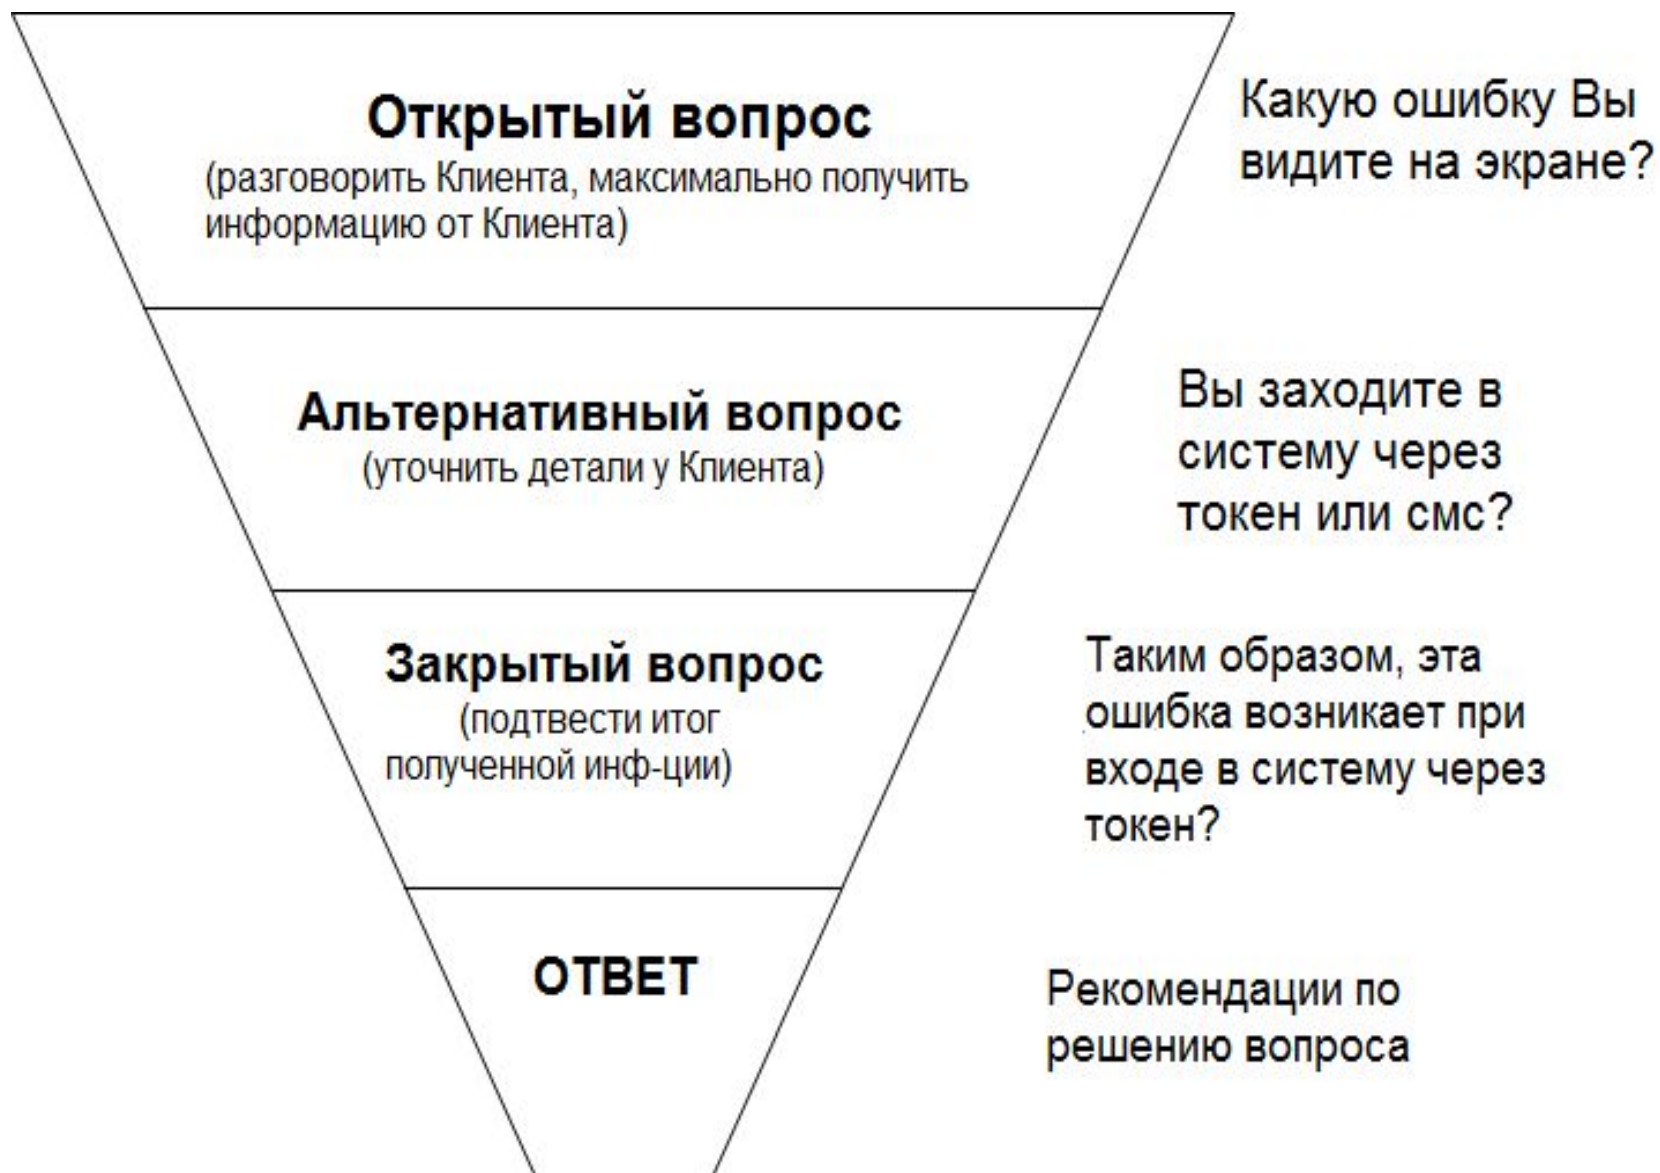 Открытый вопрос
(разговорить Клиента, максимально получить
информацию от Клиента)
Какую ошибку Вы
видите на экране?
Альтернативный вопрос
(уточнить детали у Клиента)
Вы заходите в
систему через
токен или смс?
Закрытый вопрос
(подтвести итог
полученной инф-ции)
Таким образом, эта
ошибка возникает при
входе в систему через
токен?
ОТВЕТ
Рекомендации по
решению вопроса